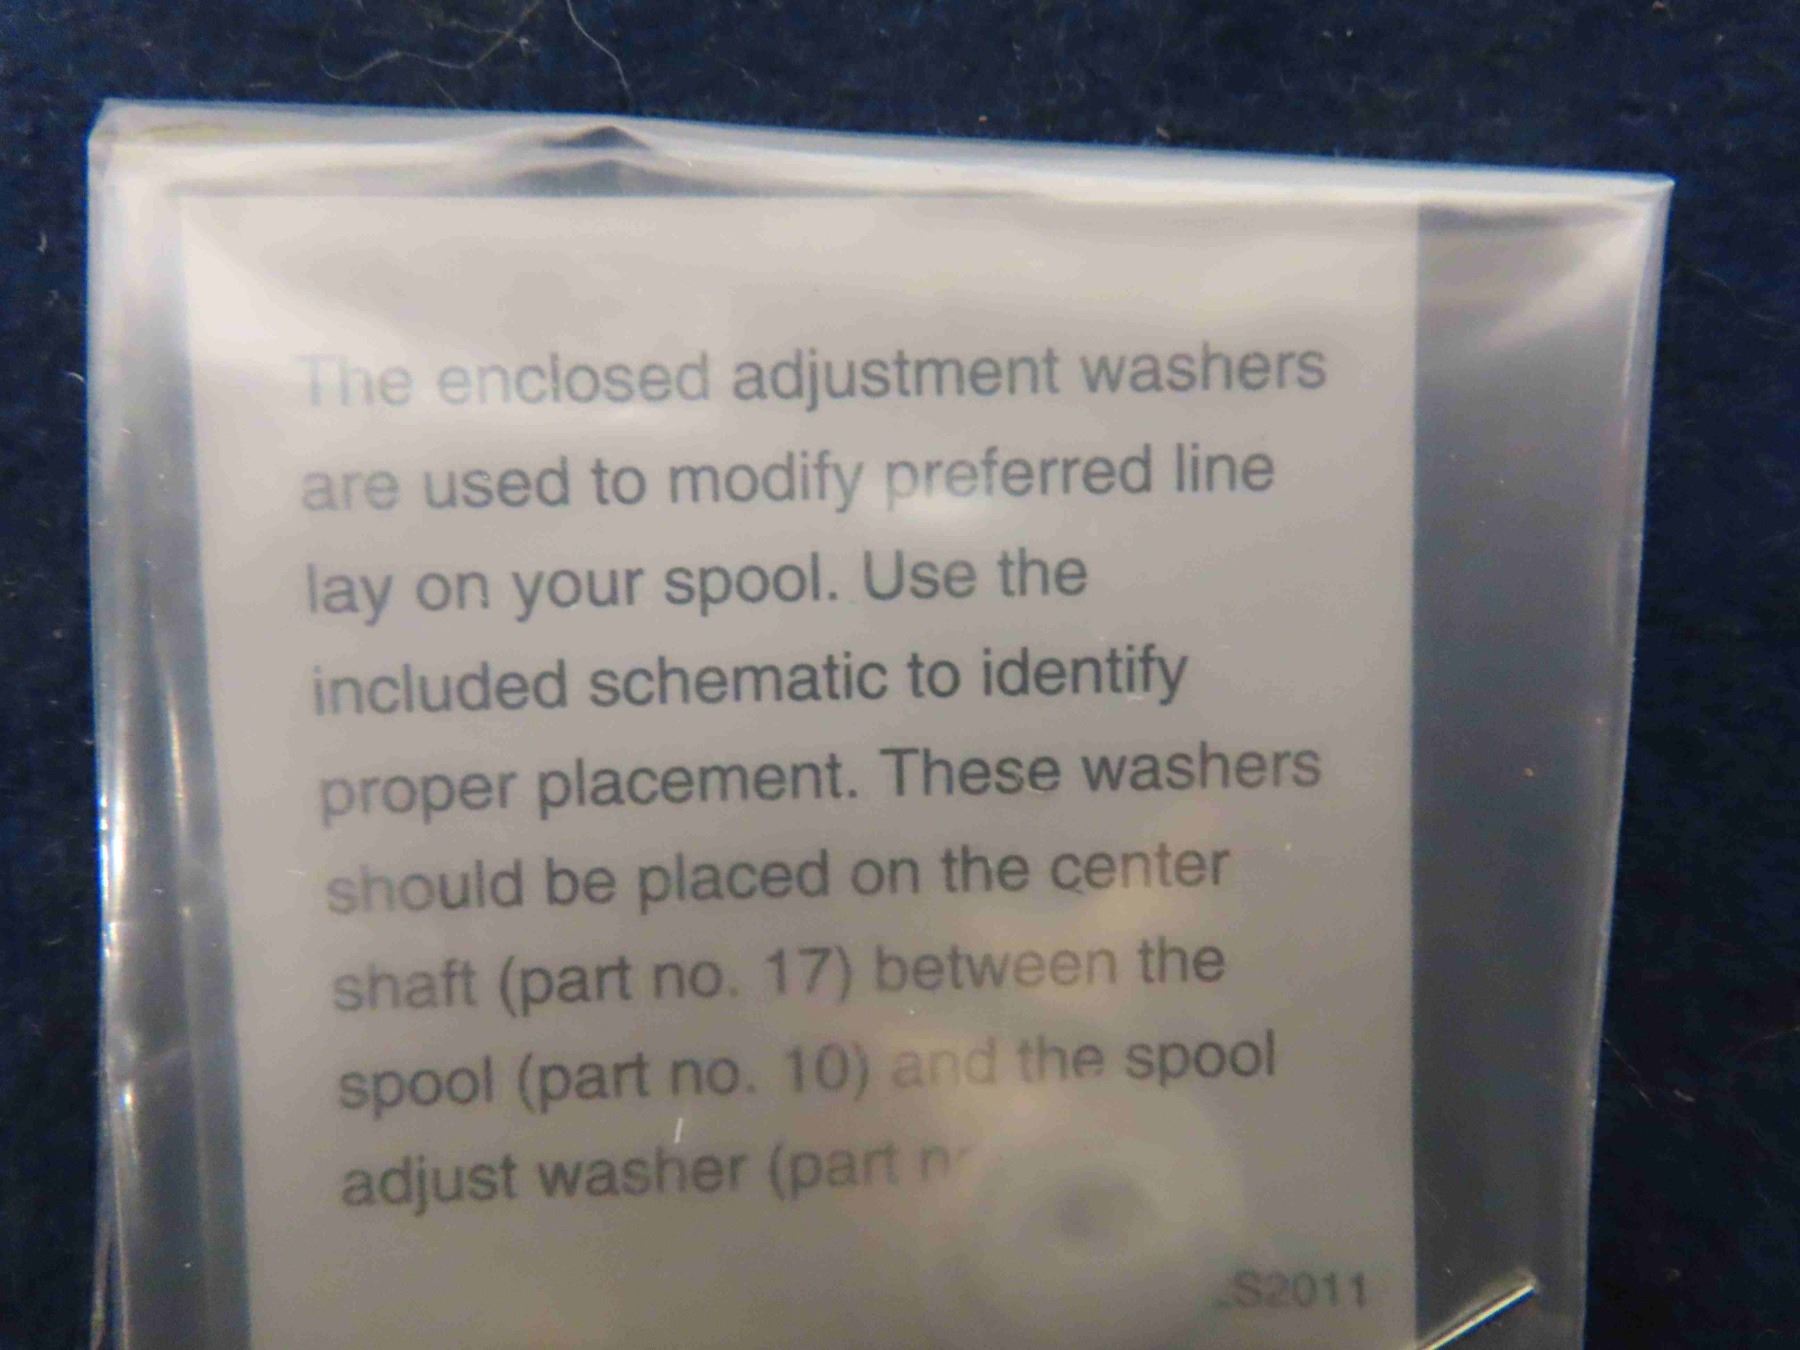 The enclosed adjustment washers
are used to modify preferred line
lay on your spool. Use the
included schematic to identify
proper placement. These washers
should be placed on the center
shaft (part no. 17) between the
spool (part no. 10) and the spool
adjust washer (part
S2011